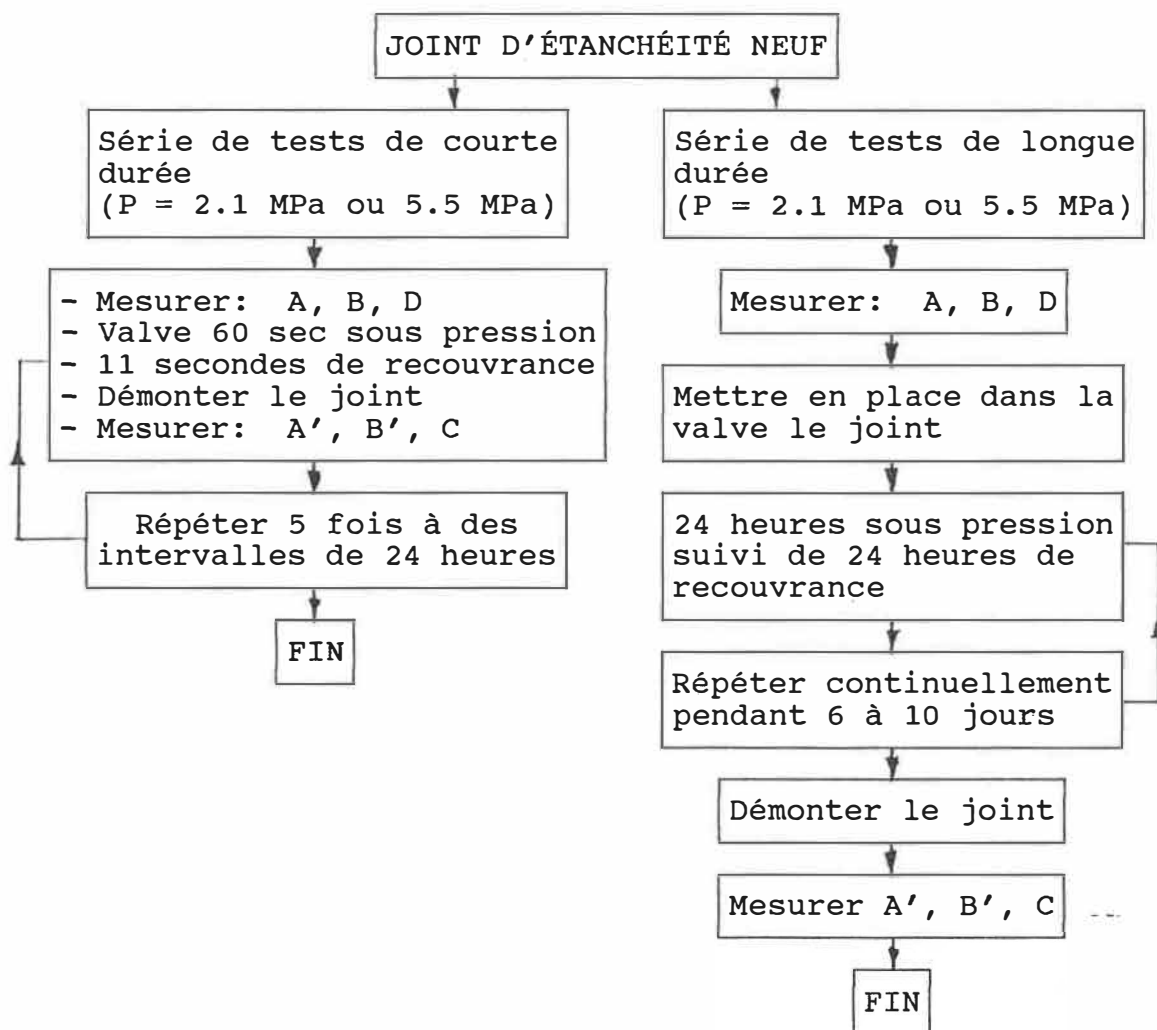 JOINT D'ÉTANCHÉITÉ NEUF
Série de tests de courte
durée
(P = 2.1 MPa ou 5.5 MPa)
- Mesurer: A, B, D
- Valve 60 sec sous pression
- 11 secondes de recouvrance
- Démonter le joint
- Mesurer: A', B', C
Répéter 5 fois à des
intervalles de 24 heures
FIN
Série de tests de longue
durée
(P = 2.1 MPa ou 5.5 MPa)
Mesurer: A, B, D
Mettre en place dans la
valve le joint
24 heures sous pression
suivi de 24 heures de
recouvrance
Répéter continuellement
pendant 6 à 10 jours
Démonter le joint
Mesurer A', B', C
FIN